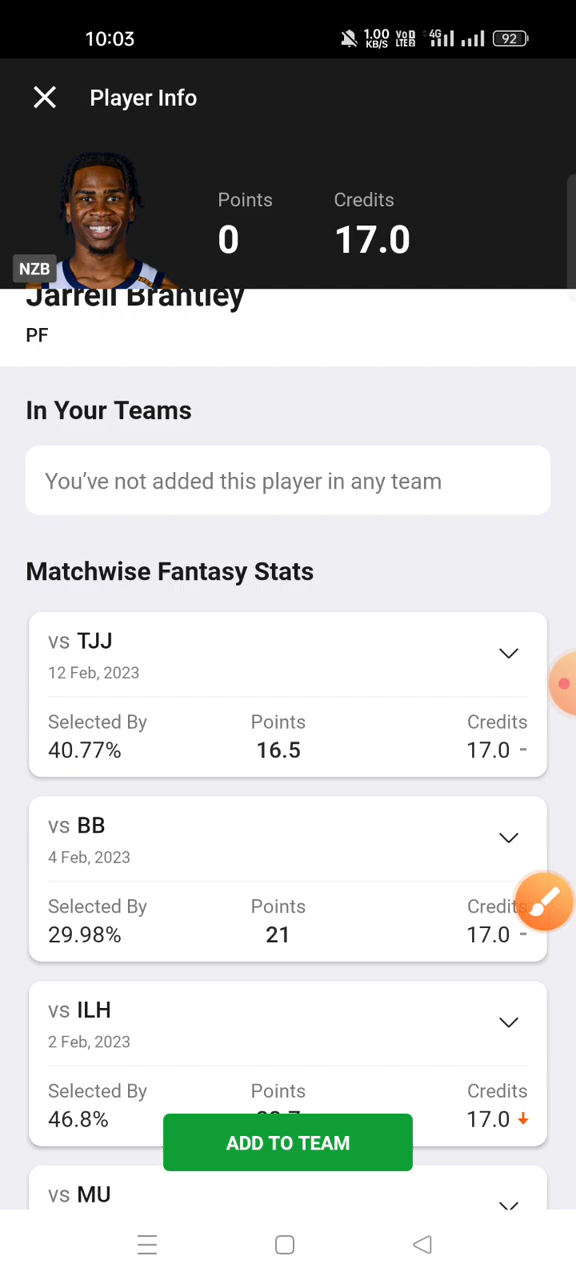 10:03 1.00 KB/S VoD LTE 4G 92
Player Info
Points Credits
0 17.0
NZB
Jarrell Brantley
PF
In Your Teams
You’ve not added this player in any team
Matchwise Fantasy Stats
vs TJJ
12 Feb, 2023
Selected By Points Credits
40.77% 16.5 17.0 -
vs BB
4 Feb, 2023
Selected By Points Credits
29.98% 21 17.0 -
vs ILH
2 Feb, 2023
Selected By Points Credits
46.8% 17.0
ADD TO TEAM
vs MU